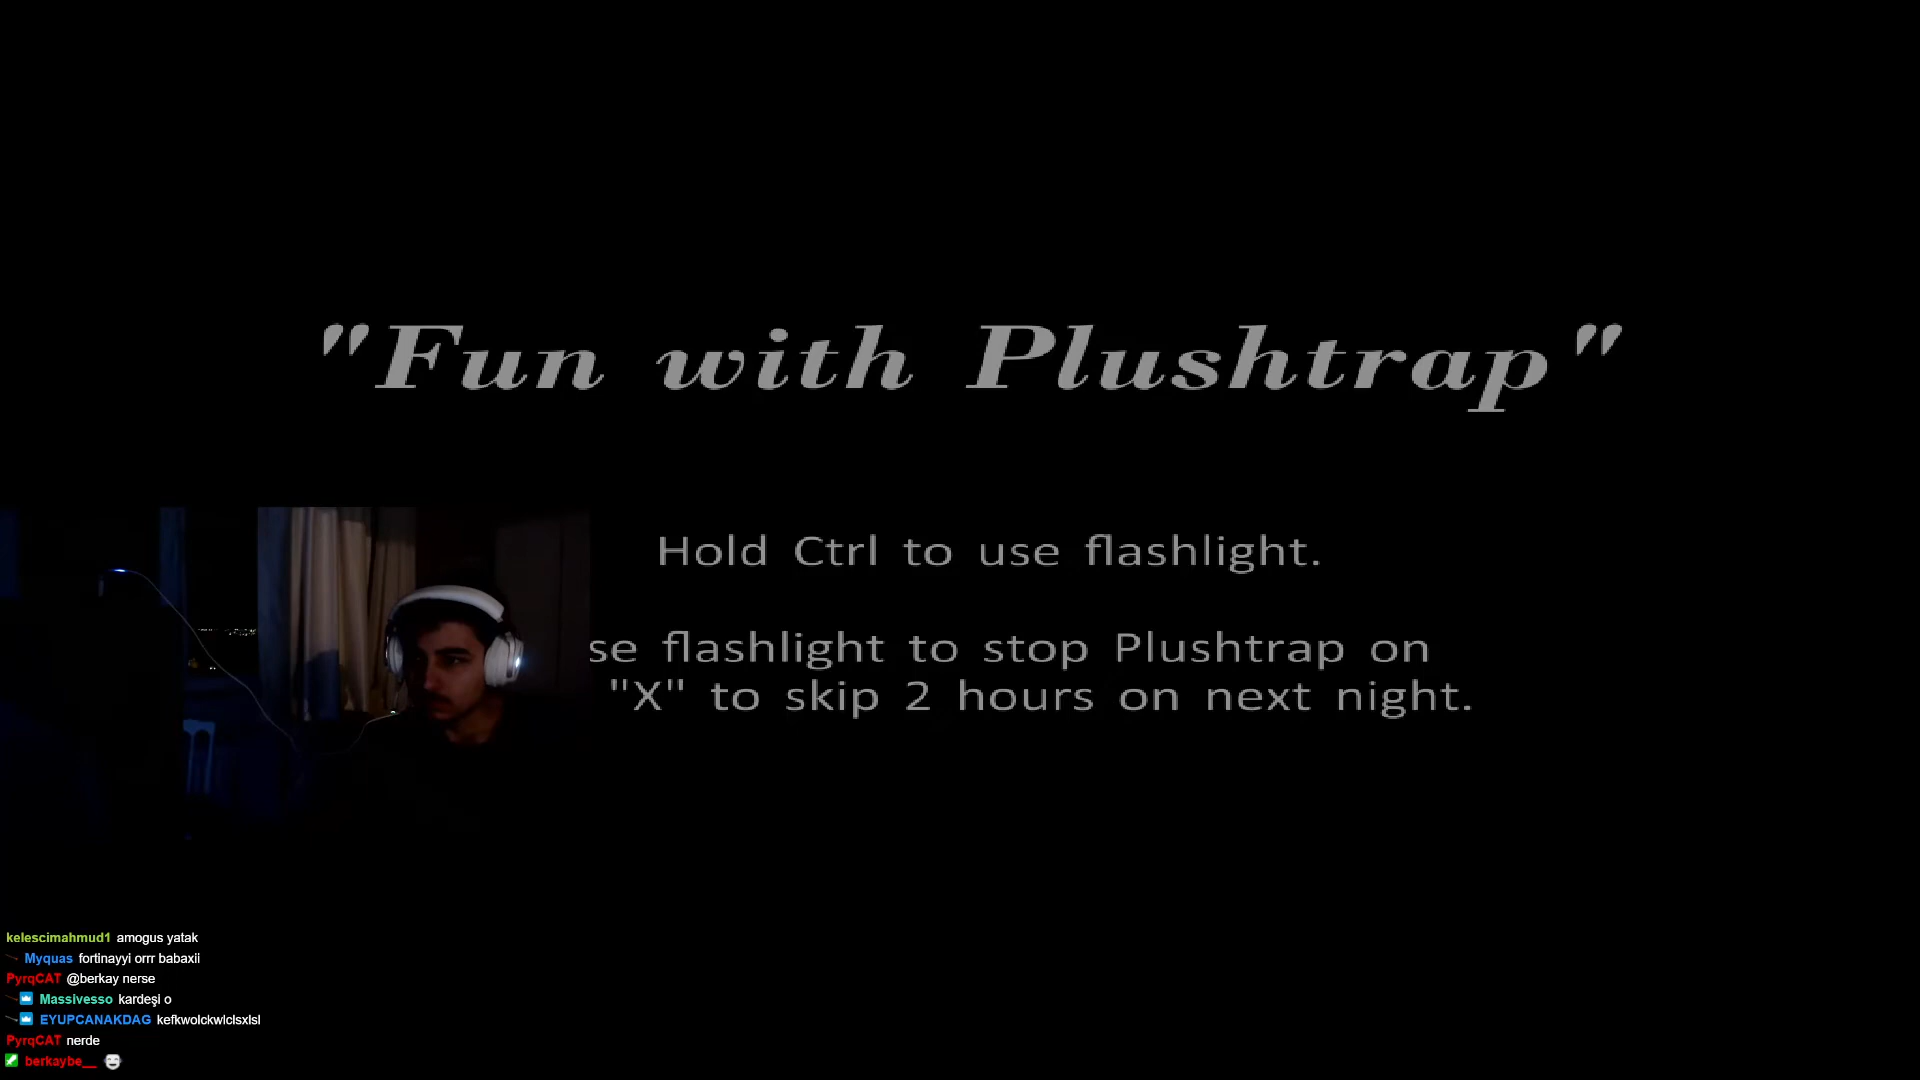 "Fun with Plushtrap"
Hold Ctrl to use flashlight.
se flashlight to stop Plushtrap on
"X" to skip 2 hours on next night.
kelescimahmud1 amogus yatak
Myquas fortinayyi orrr babaxii
PyrqCAT @berkay nerse
Massivesso kardeşi o
EYUPCANAKDAG kefkwolckwlclsxlsl
PyrqCAT nerde
berkaybe__